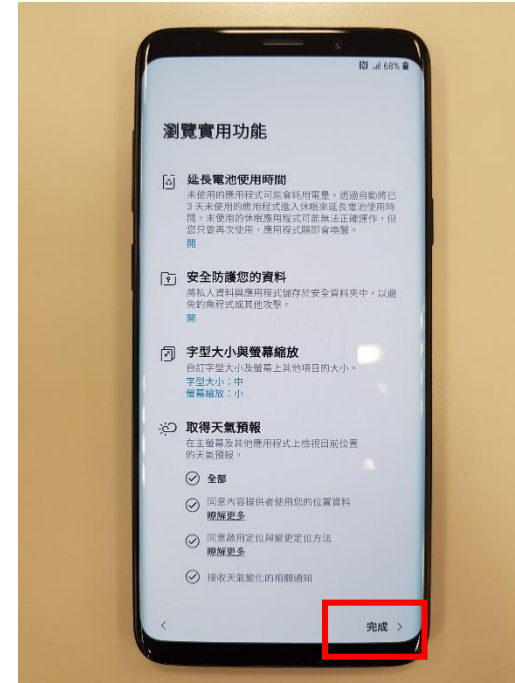 68%
瀏覽實用功能
延長電池使用時間
未使用的應用程式可能會耗用電量。透過自動將已
3 天未使用的應用程式進入休眠來延長電池使用時
間。未使用的休眠應用程式可能無法正確運作，但
您只要再次使用，應用程式隨即會喚醒。
開
安全防護您的資料
將私人資料與應用程式儲存於安全資料夾中，以避
免釣魚程式或其他攻擊。
開
字型大小與螢幕縮放
自訂字型大小及螢幕上其他項目的大小。
字型大小：中
螢幕縮放：小
取得天氣預報
在主螢幕及其他應用程式上檢視目前位置
的天氣預報。
全部
同意內容提供者使用您的位置資料
瞭解更多
同意啟用定位與變更定位方法
瞭解更多
接收天氣變化的相關通知
完成